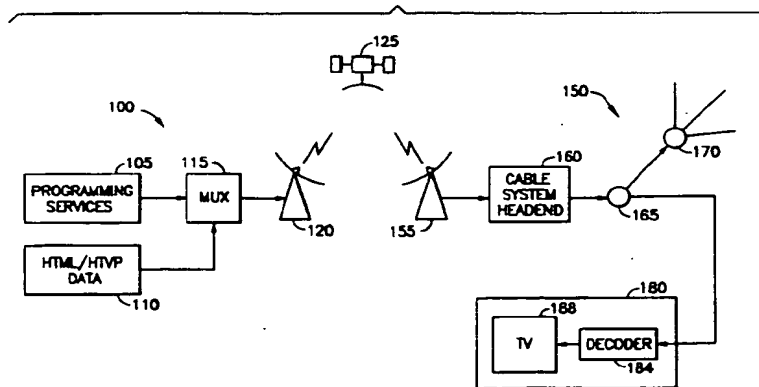 125
100
150
105
115
160
170
PROGRAMMING
SERVICES
MUX
CABLE
SYSTEM
HEADEND
120
155
165
HTML/HTVP
DATA
110
180
188
TV
DECODER
184